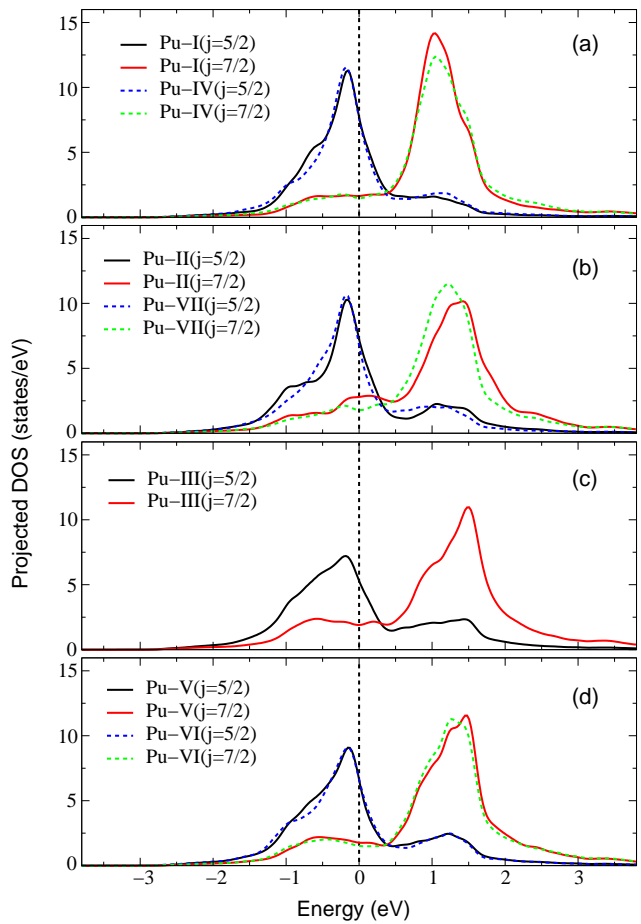 15
10
5
0
Pu−I(j=5/2)
Pu−I(j=7/2)
Pu−IV(j=5/2)
Pu−IV(j=7/2)
(a)
15
10
5
0
Pu−II(j=5/2)
Pu−II(j=7/2)
Pu−VII(j=5/2)
Pu−VII(j=7/2)
(b)
15
10
5
0
Pu−III(j=5/2)
Pu−III(j=7/2)
(c)
15
10
5
0
Pu−V(j=5/2)
Pu−V(j=7/2)
Pu−VI(j=5/2)
Pu−VI(j=7/2)
(d)
−3 −2 −1 0 1 2 3
Energy (eV)
Projected DOS (states/eV)